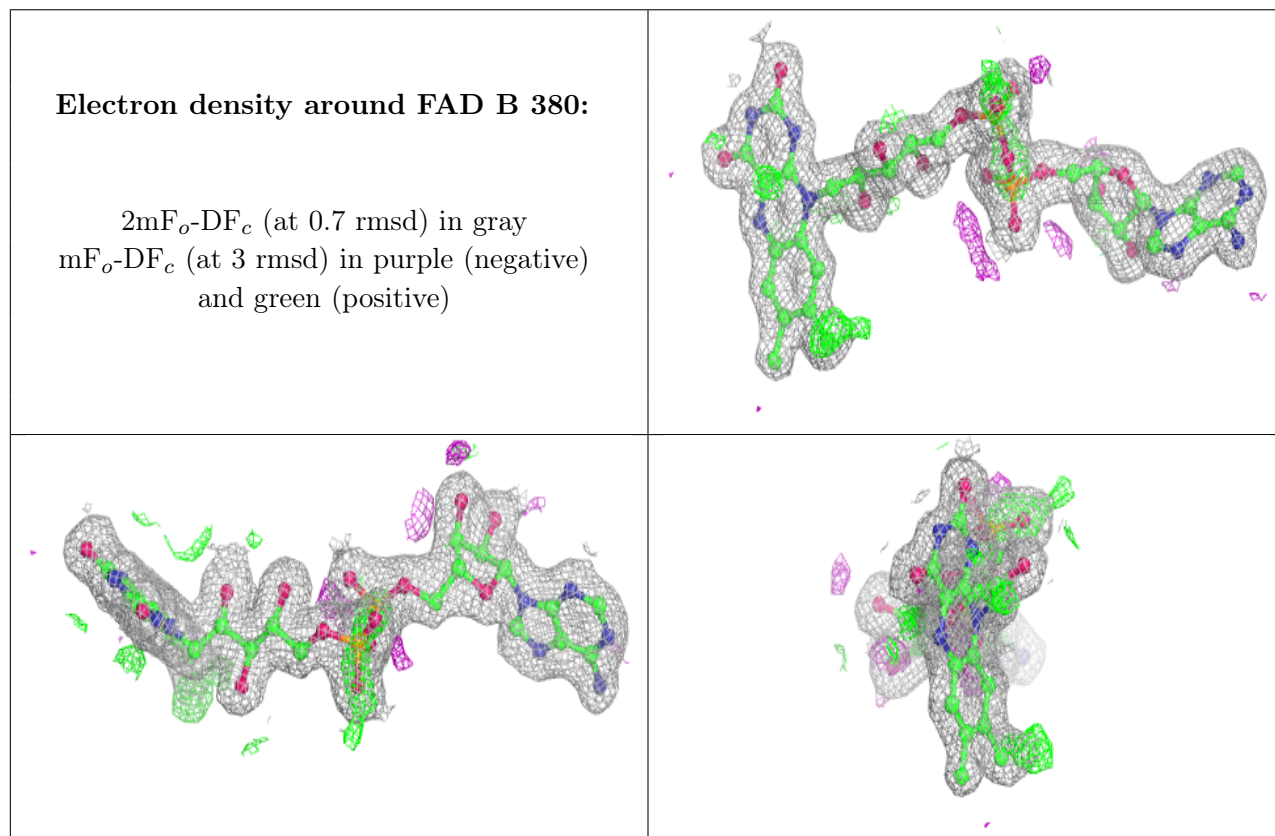 Electron density around FAD B 380:
2mFo-DFc (at 0.7 rmsd) in gray
mFo-DFc (at 3 rmsd) in purple (negative)
and green (positive)